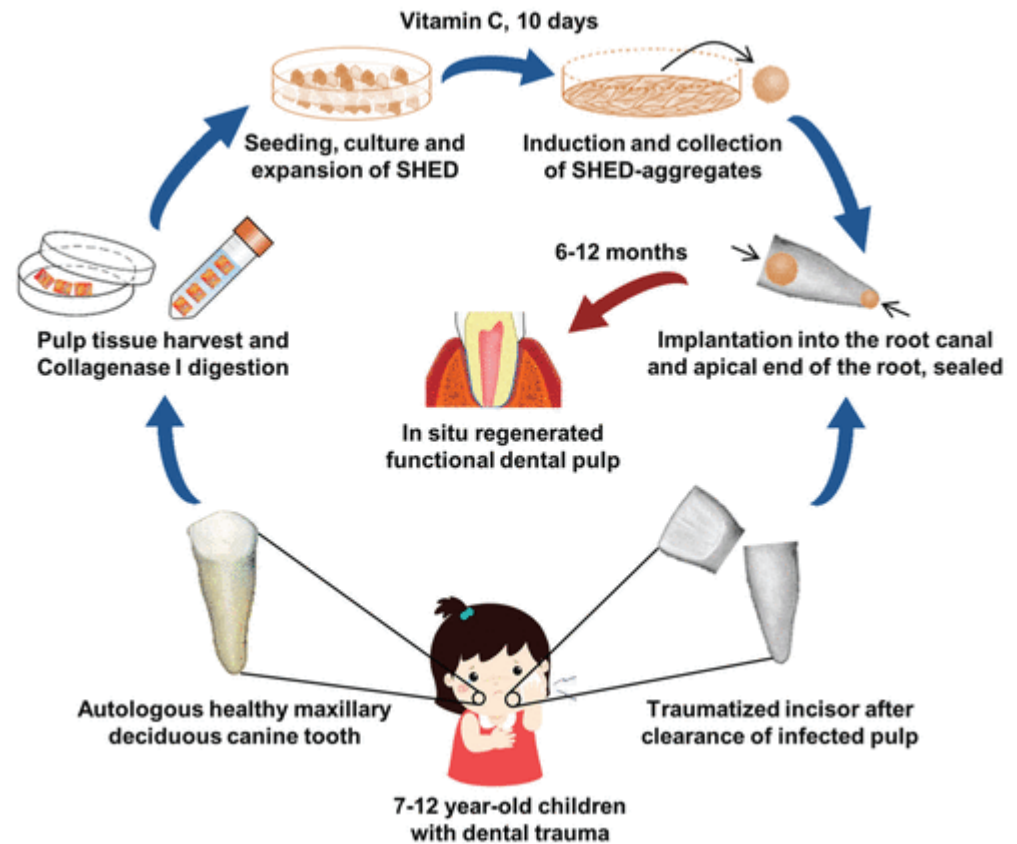 Vitamin C, 10 days
Seeding, culture and
expansion of SHED
Induction and collection
of SHED-aggregates
6-12 months
Pulp tissue harvest and
Collagenase I digestion
Implantation into the root canal
and apical end of the root, sealed
In situ regenerated
functional dental pulp
Autologous healthy maxillary
deciduous canine tooth
Traumatized incisor after
clearance of infected pulp
7-12 year-old children
with dental trauma